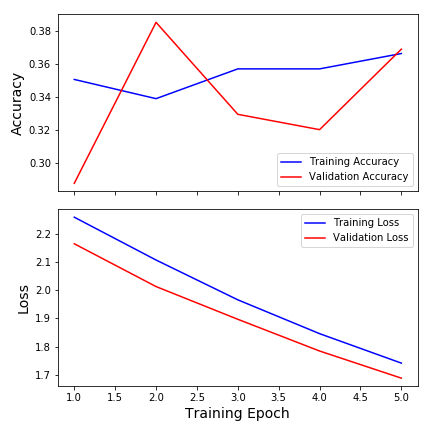 0.38
0.36
0.34
0.32
0.30
Accuracy
Training Accuracy
Validation Accuracy
2.2
2.1
2.0
1.9
1.8
1.7
Loss
Training Loss
Validation Loss
1.0 1.5 2.0 2.5 3.0 3.5 4.0 4.5 5.0
Training Epoch